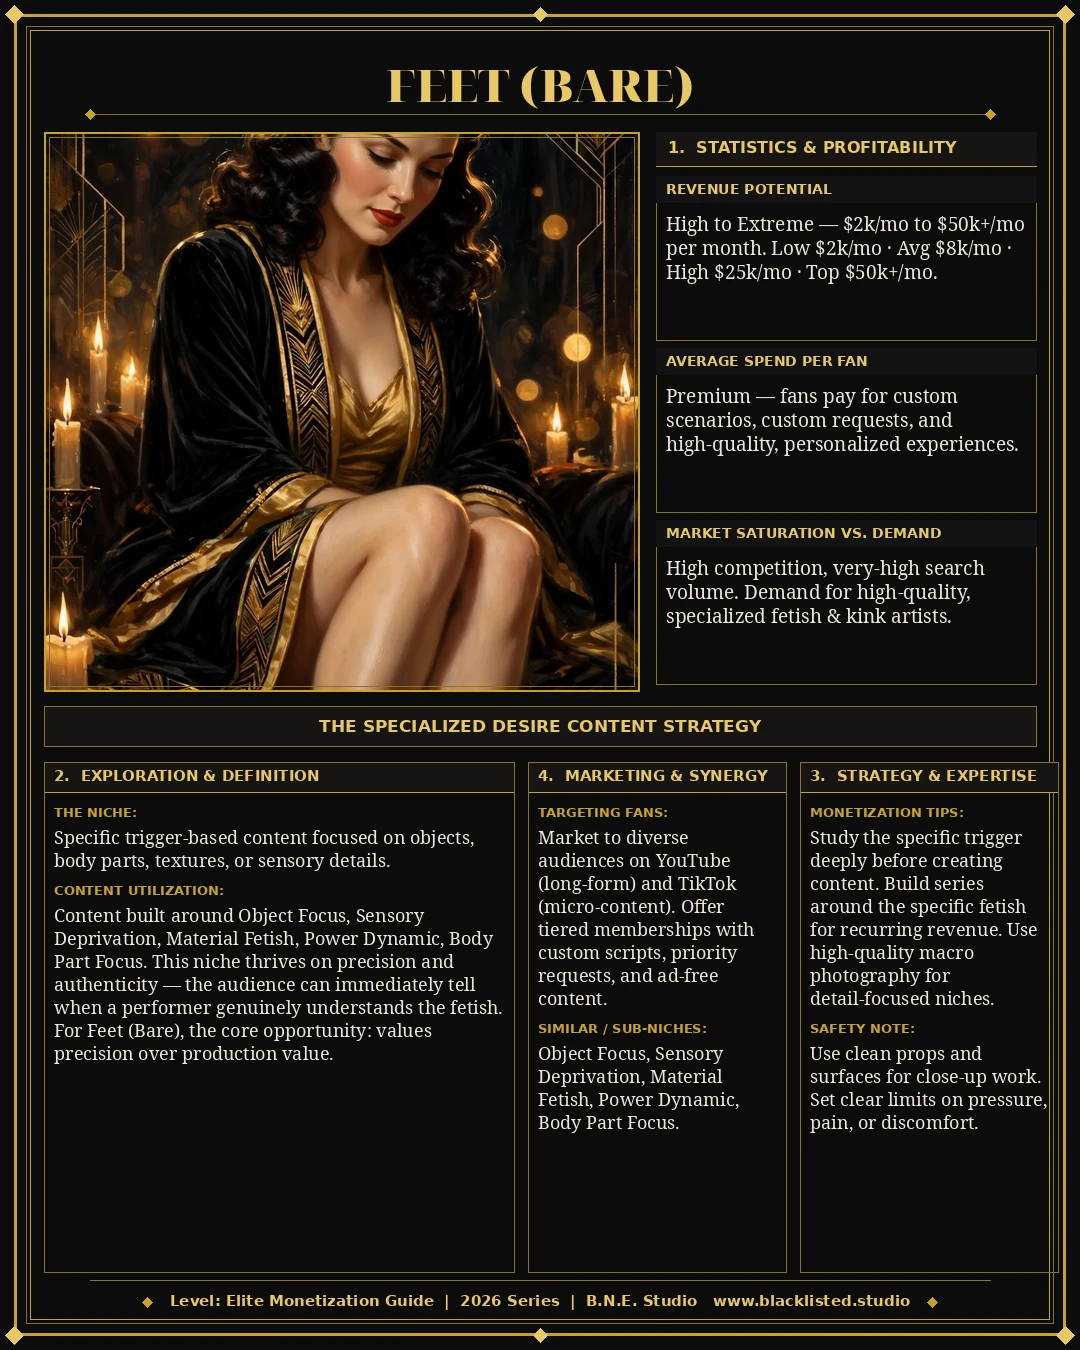 FEET (BARE)
1. STATISTICS & PROFITABILITY
REVENUE POTENTIAL
High to Extreme — $2k/mo to $50k+/mo
per month. Low $2k/mo · Avg $8k/mo ·
High $25k/mo · Top $50k+/mo.
AVERAGE SPEND PER FAN
Premium — fans pay for custom
scenarios, custom requests, and
high-quality, personalized experiences.
MARKET SATURATION VS. DEMAND
High competition, very-high search
volume. Demand for high-quality,
specialized fetish & kink artists.
THE SPECIALIZED DESIRE CONTENT STRATEGY
2. EXPLORATION & DEFINITION
THE NICHE:
Specific trigger-based content focused on objects,
body parts, textures, or sensory details.
CONTENT UTILIZATION:
Content built around Object Focus, Sensory
Deprivation, Material Fetish, Power Dynamic, Body
Part Focus. This niche thrives on precision and
authenticity — the audience can immediately tell
when a performer genuinely understands the fetish.
For Feet (Bare), the core opportunity: values
precision over production value.
4. MARKETING & SYNERGY
TARGETING FANS:
Market to diverse
audiences on YouTube
(long-form) and TikTok
(micro-content). Offer
tiered memberships with
custom scripts, priority
requests, and ad-free
content.
SIMILAR / SUB-NICHES:
Object Focus, Sensory
Deprivation, Material
Fetish, Power Dynamic,
Body Part Focus.
3. STRATEGY & EXPERTISE
MONETIZATION TIPS:
Study the specific trigger
deeply before creating
content. Build series
around the specific fetish
for recurring revenue. Use
high-quality macro
photography for
detail-focused niches.
SAFETY NOTE:
Use clean props and
surfaces for close-up work.
Set clear limits on pressure,
pain, or discomfort.
Level: Elite Monetization Guide | 2026 Series | B.N.E. Studio www.blacklisted.studio